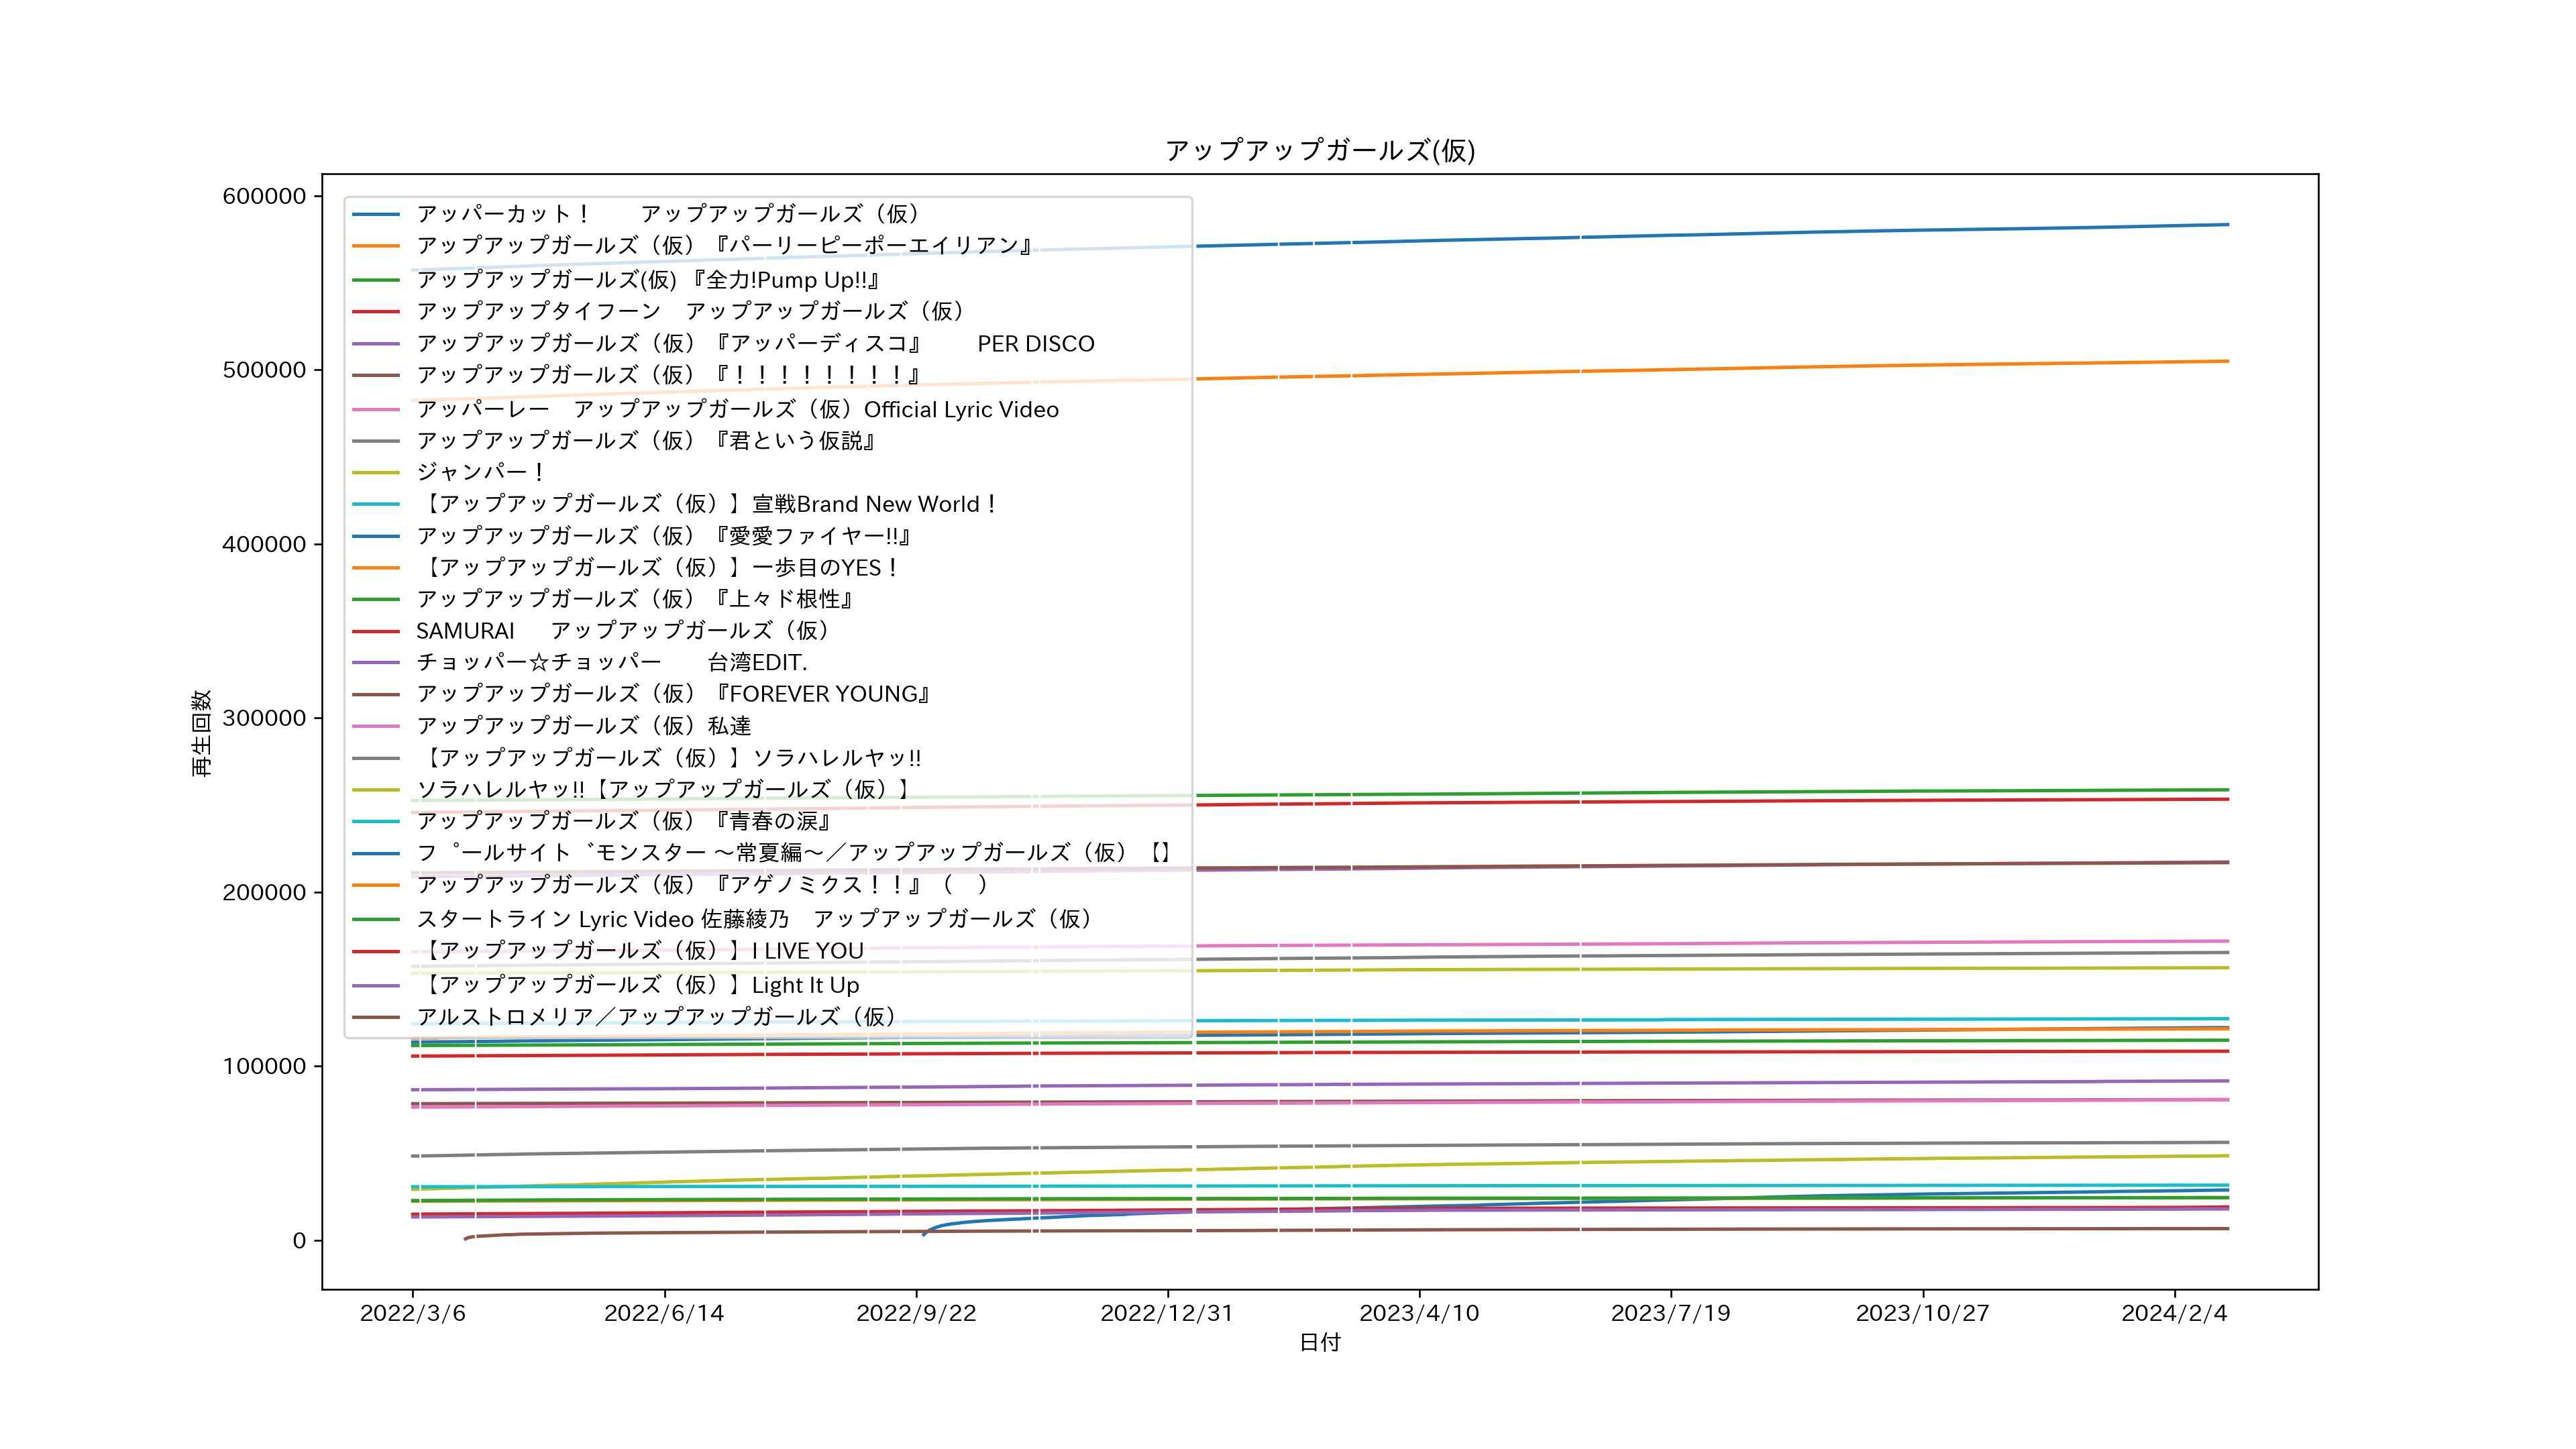 アップアップガールズ(仮)
600000
500000
400000
300000
200000
100000
0
再生回数
アッパーカット！　　アップアップガールズ（仮）
アップアップガールズ（仮）『パーリーピーポーエイリアン』
アップアップガールズ(仮) 『全力!Pump Up!!』
アップアップタイフーン　アップアップガールズ（仮）
アップアップガールズ（仮）『アッパーディスコ』　　PER DISCO
アップアップガールズ（仮）『！！！！！！！！』
アッパーレー　アップアップガールズ（仮）Official Lyric Video
アップアップガールズ（仮）『君という仮説』
ジャンパー！
【アップアップガールズ（仮）】宣戦Brand New World！
アップアップガールズ（仮）『愛愛ファイヤー!!』
【アップアップガールズ（仮）】一歩目のYES！
アップアップガールズ（仮）『上々ド根性』
SAMURAI　 アップアップガールズ（仮）
チョッパー☆チョッパー　　台湾EDIT.
アップアップガールズ（仮）『FOREVER YOUNG』
アップアップガールズ（仮）私達
【アップアップガールズ（仮）】ソラハレルヤッ!!
ソラハレルヤッ!!【アップアップガールズ（仮）】
アップアップガールズ（仮）『青春の涙』
フ゜ールサイト゛モンスター ～常夏編～／アップアップガールズ（仮）【】
アップアップガールズ（仮）『アゲノミクス！！』（　）
スタートライン Lyric Video 佐藤綾乃　アップアップガールズ（仮）
【アップアップガールズ（仮）】I LIVE YOU
【アップアップガールズ（仮）】Light It Up
アルストロメリア／アップアップガールズ（仮）
2022/3/6 2022/6/14 2022/9/22 2022/12/31 2023/4/10 2023/7/19 2023/10/27 2024/2/4
日付